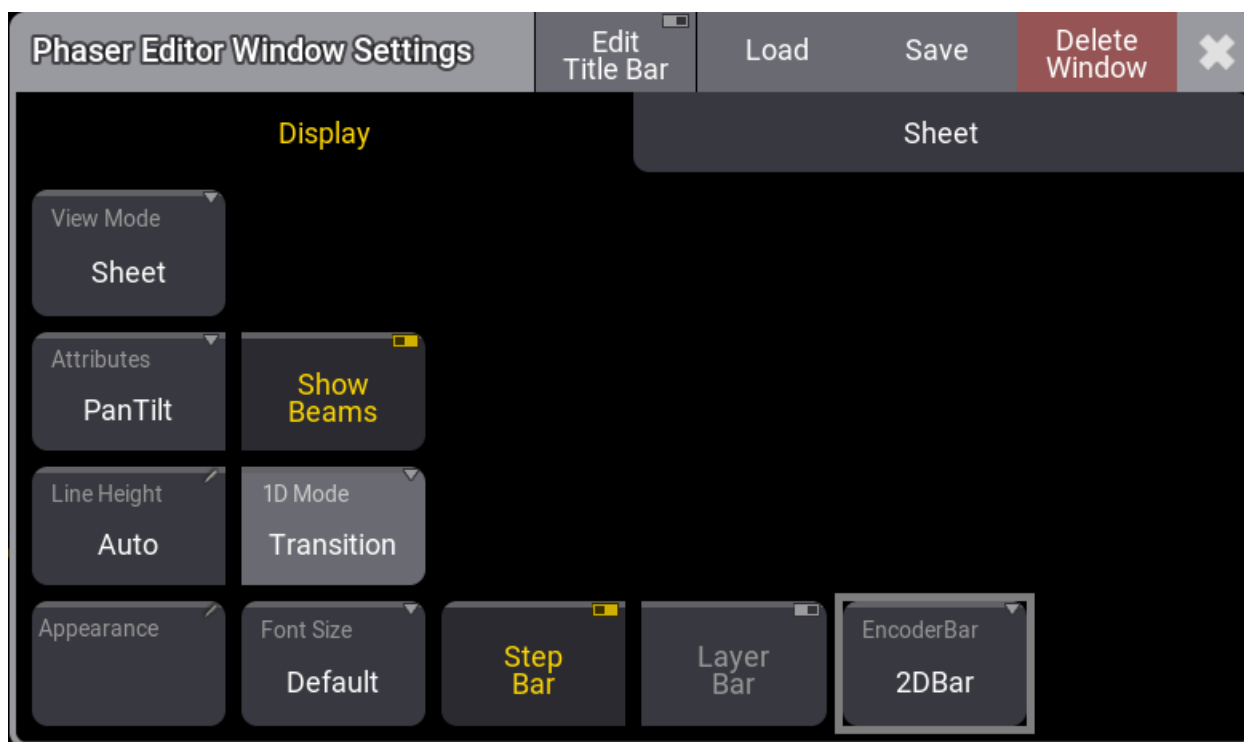 Phaser Editor Window Settings
Edit
Title Bar
Load
Save
Delete
Window
Display
Sheet
View Mode
Sheet
Attributes
PanTilt
Show
Beams
Line Height
Auto
1D Mode
Transition
Appearance
Font Size
Default
Step
Bar
Layer
Bar
EncoderBar
2DBar